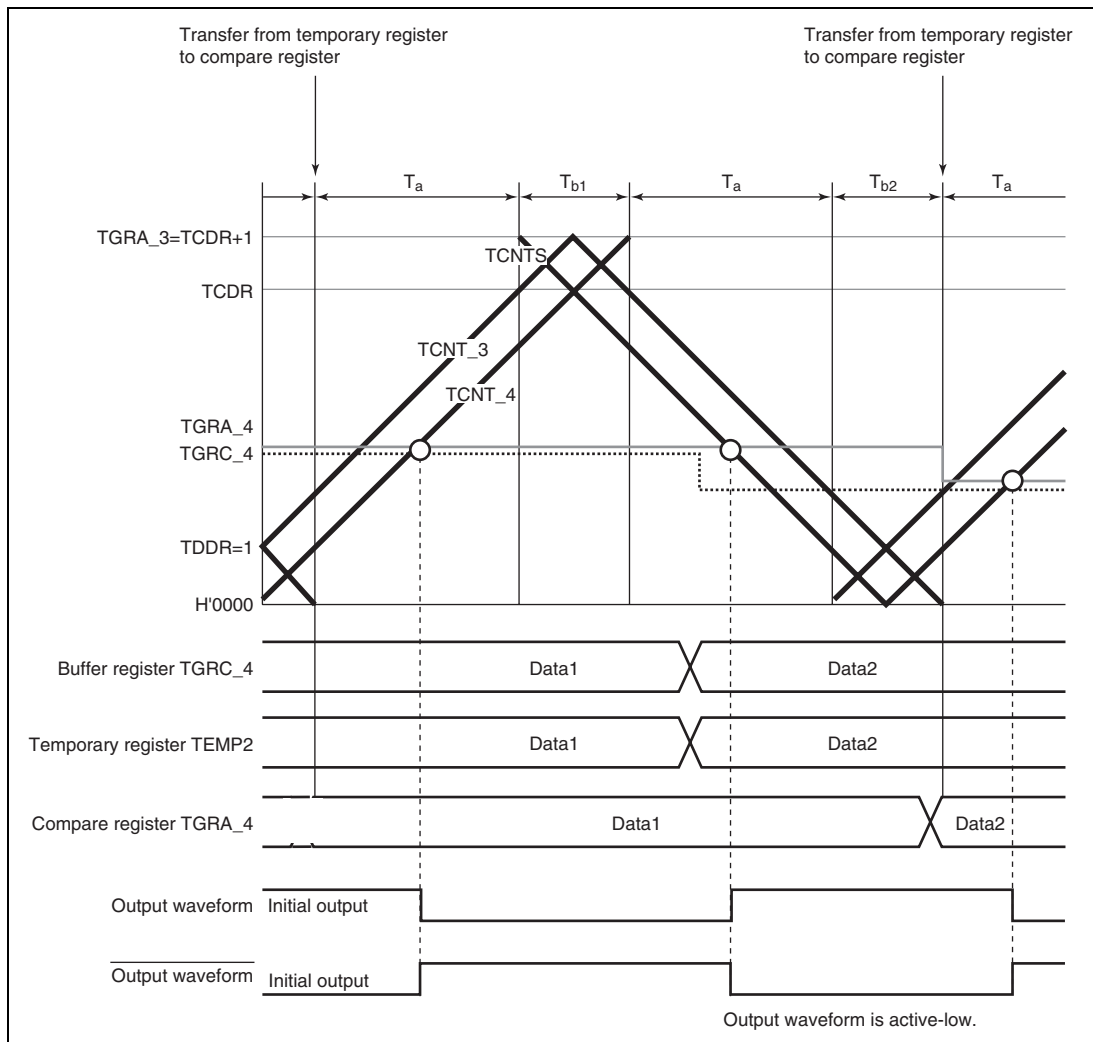 Transfer from temporary register
to compare register
Transfer from temporary register
to compare register
Ta
Tb1
Ta
Tb2
Ta
TGRA_3=TCDR+1
TCNTS
TCDR
TCNT_3
TCNT_4
TGRA_4
TGRC_4
TDDR=1
H'0000
Buffer register TGRC_4
Data1
Data2
Temporary register TEMP2
Data1
Data2
Compare register TGRA_4
Data1
Data2
Output waveform
Initial output
Output waveform
Initial output
Output waveform is active-low.